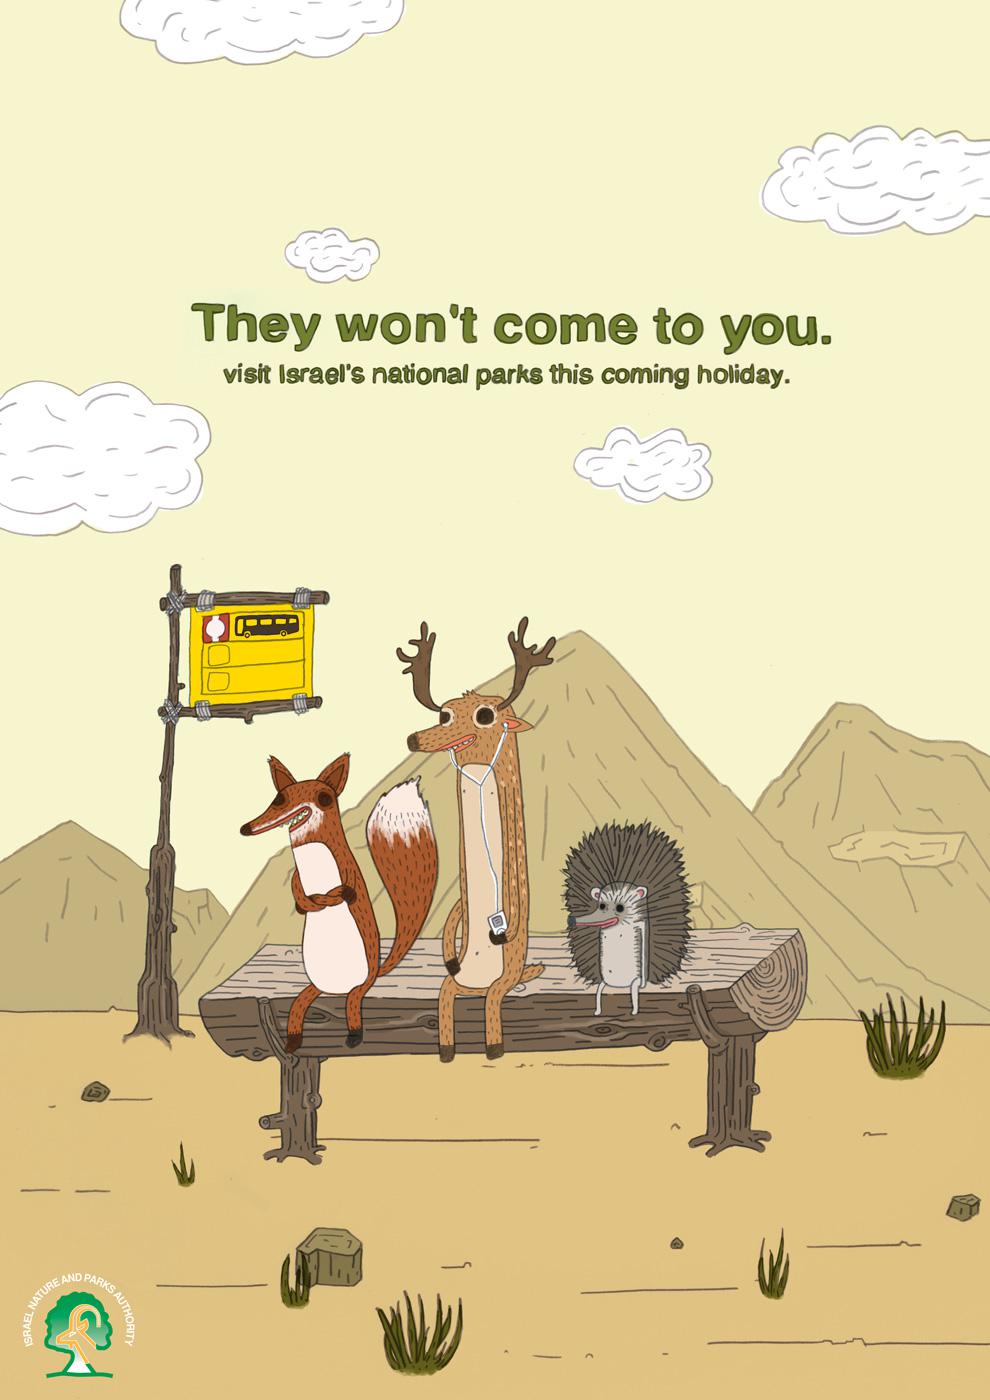 They won't come to you.
visit Israel's national parks this coming holiday.
ISRAEL NATURE AND PARKS AUTHORITY